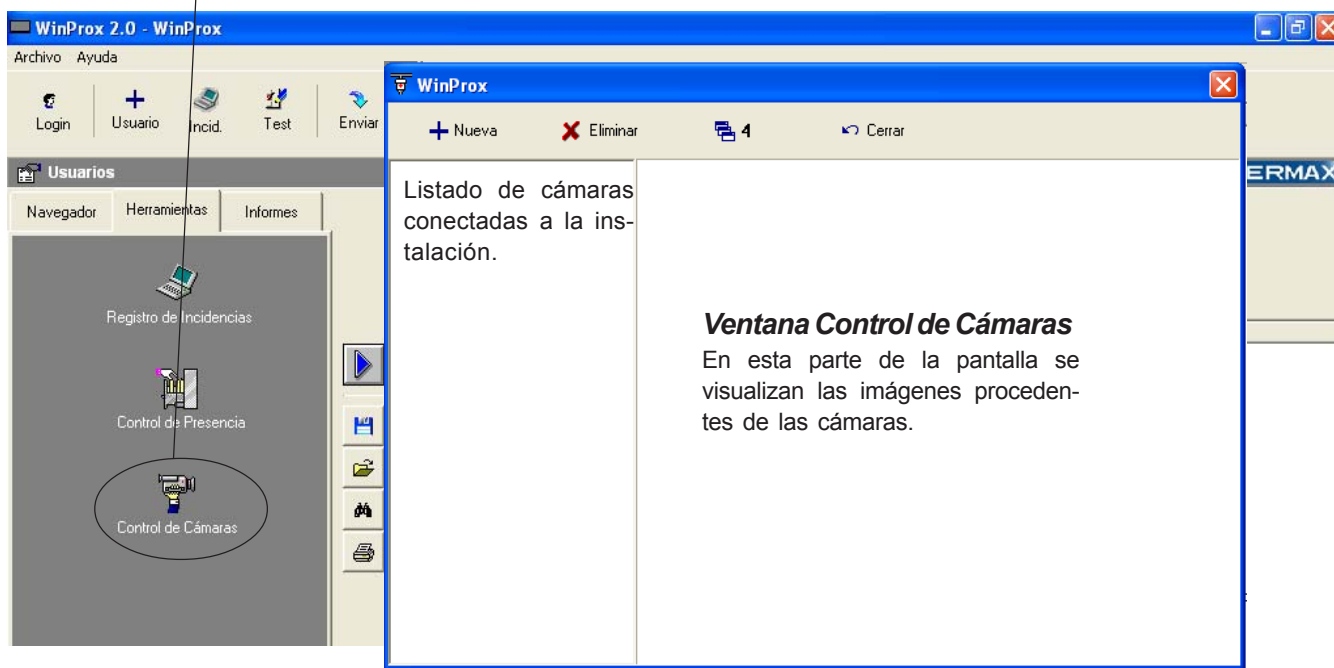 WinProx 2.0 - WinProx
Archivo Ayuda
Login Usuario Incid. Test Enviar
Usuarios
Navegador Herramientas Informes
Registro de Incidencias
Control de Presencia
Control de Cámaras
WinProx
Nueva Eliminar 4 Cerrar
Listado de cámaras
conectadas a la ins-
talación.
Ventana Control de Cámaras
En esta parte de la pantalla se
visualizan las imágenes proceden-
tes de las cámaras.
ERMAX